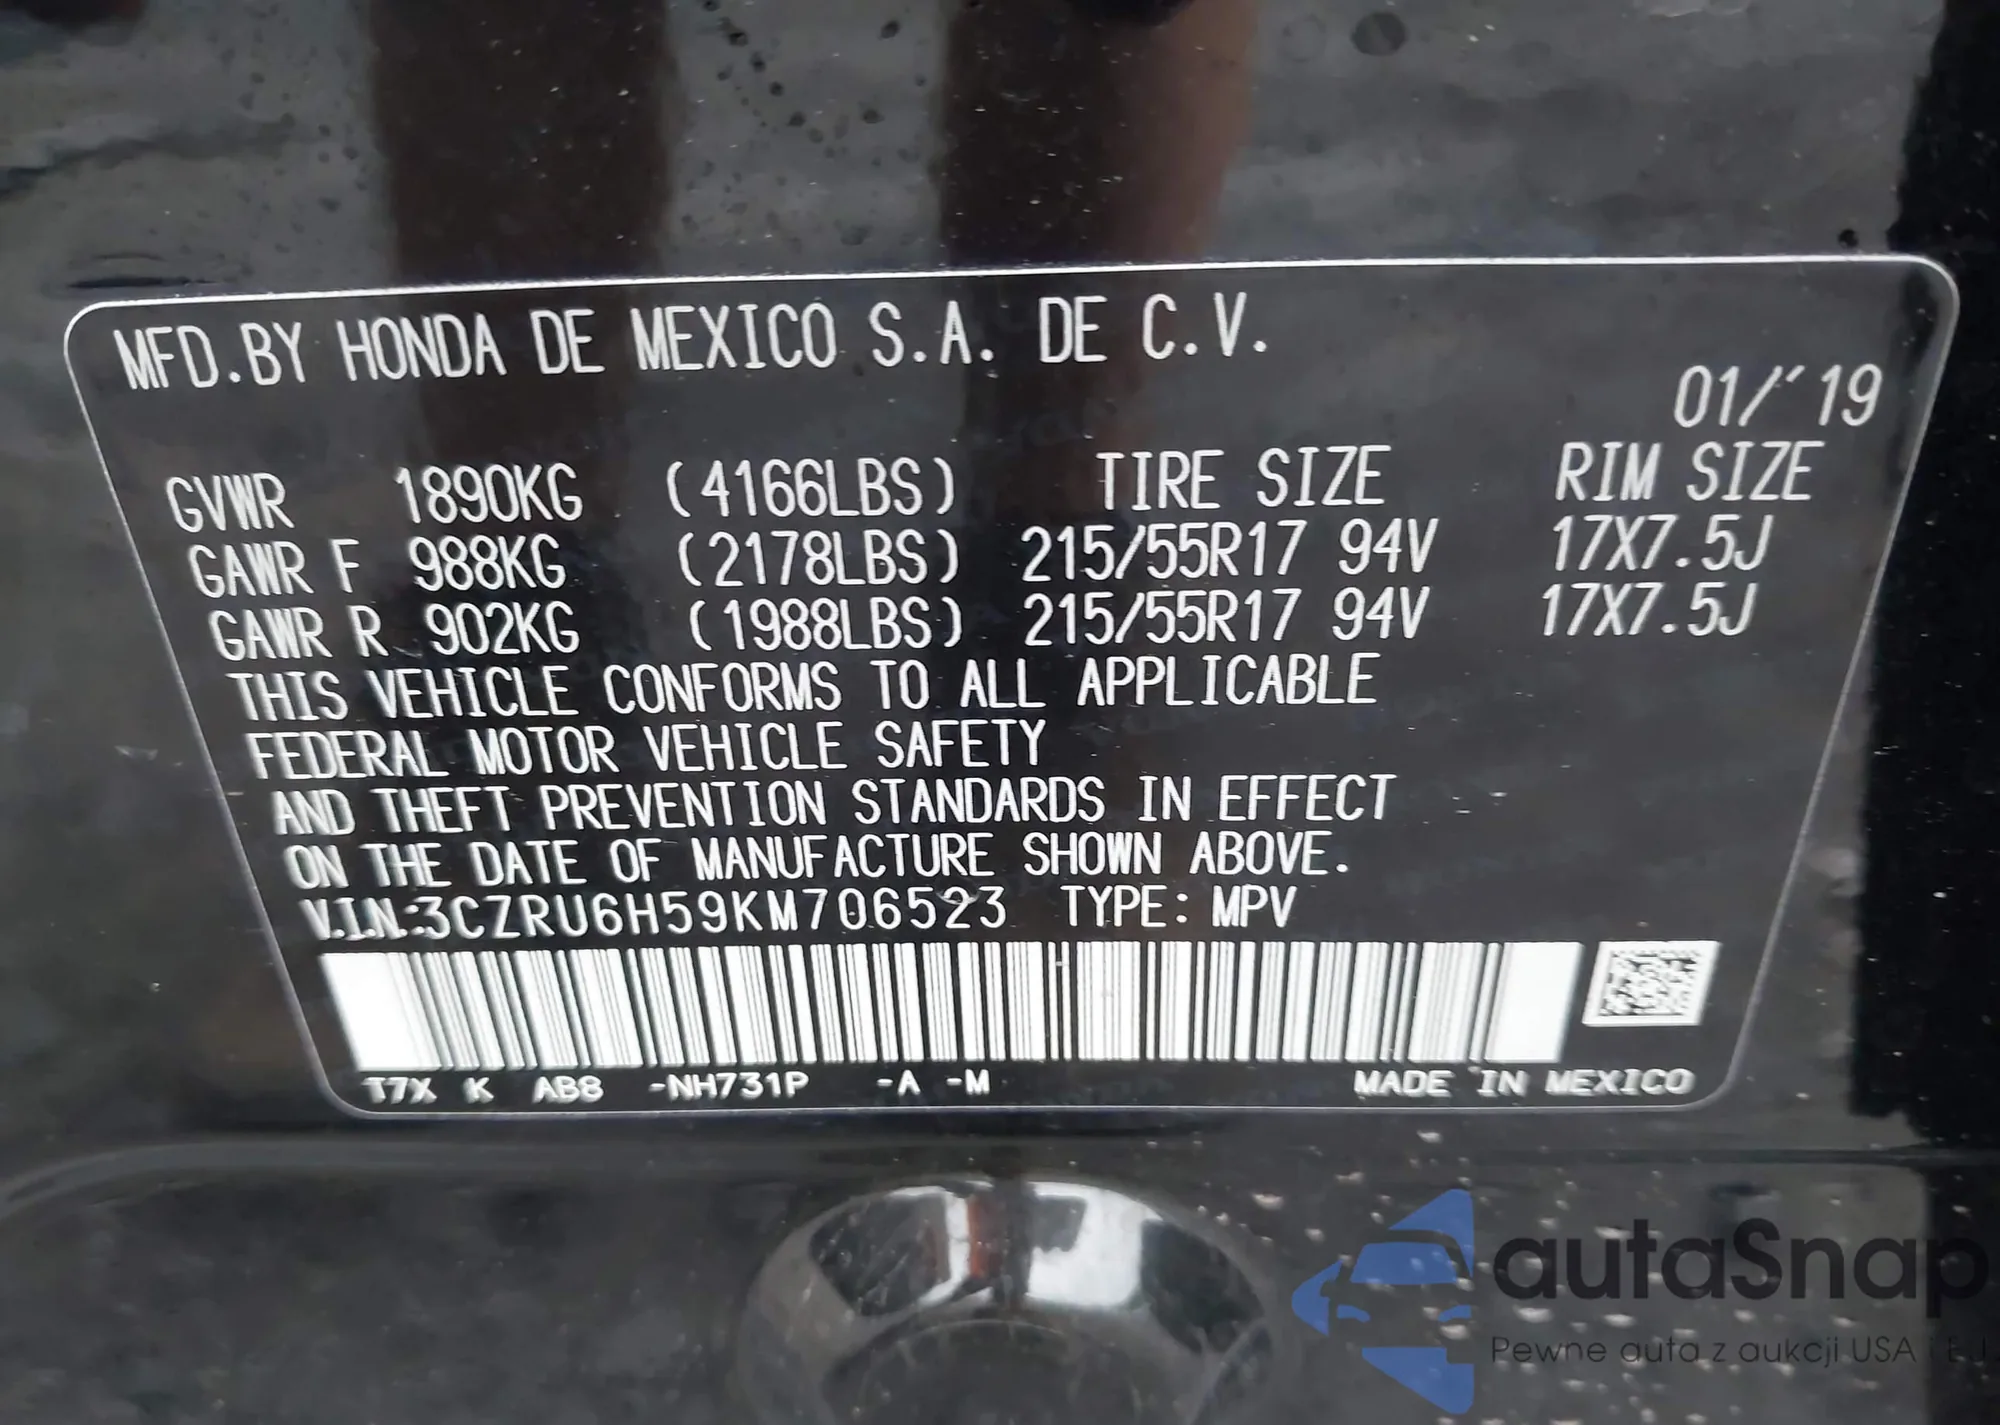 MFD.BY HONDA DE MEXICO S.A. DE C.V.
01/'19
GVWR 1890KG (4166LBS) TIRE SIZE RIM SIZE
GAWR F 988KG (2178LBS) 215/55R17 94V 17X7.5J
GAWR R 902KG (1988LBS) 215/55R17 94V 17X7.5J
THIS VEHICLE CONFORMS TO ALL APPLICABLE
FEDERAL MOTOR VEHICLE SAFETY
AND THEFT PREVENTION STANDARDS IN EFFECT
ON THE DATE OF MANUFACTURE SHOWN ABOVE.
V.I.N.:3CZRU6H59KM706523 TYPE: MPV
T7X K AB8 -NH731P -A -M MADE IN MEXICO
autaSnap
Pewne auta z aukcji USA i EU